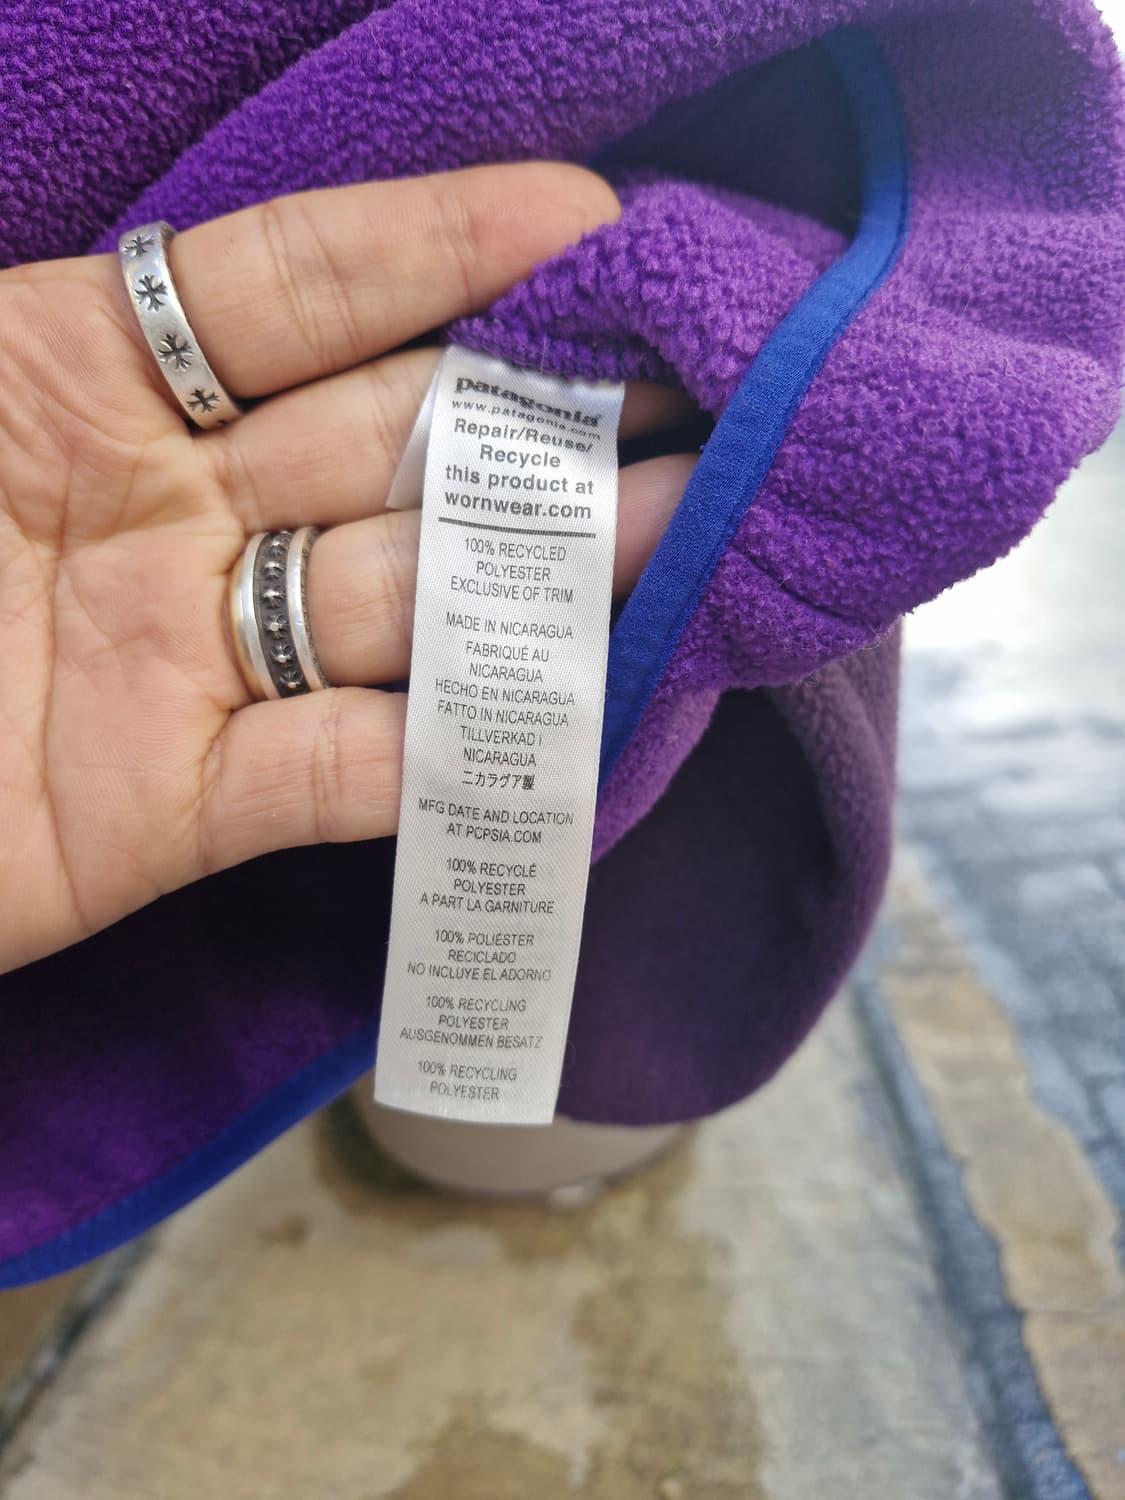 patagonia®
www.patagonia.com
Repair/Reuse/
Recycle
this product at
wornwear.com
100% RECYCLED
POLYESTER
EXCLUSIVE OF TRIM
MADE IN NICARAGUA
FABRIQUÉ AU
NICARAGUA
HECHO EN NICARAGUA
FATTO IN NICARAGUA
TILLVERKAD I
NICARAGUA
ニカラグア製
MFG DATE AND LOCATION
AT PCPSIA.COM
100% RECYCLÉ
POLYESTER
A PART LA GARNITURE
100% POLIÉSTER
RECICLADO
NO INCLUYE EL ADORNO
100% RECYCLING
POLYESTER
AUSGENOMMEN BESATZ
100% RECYCLING
POLYESTER